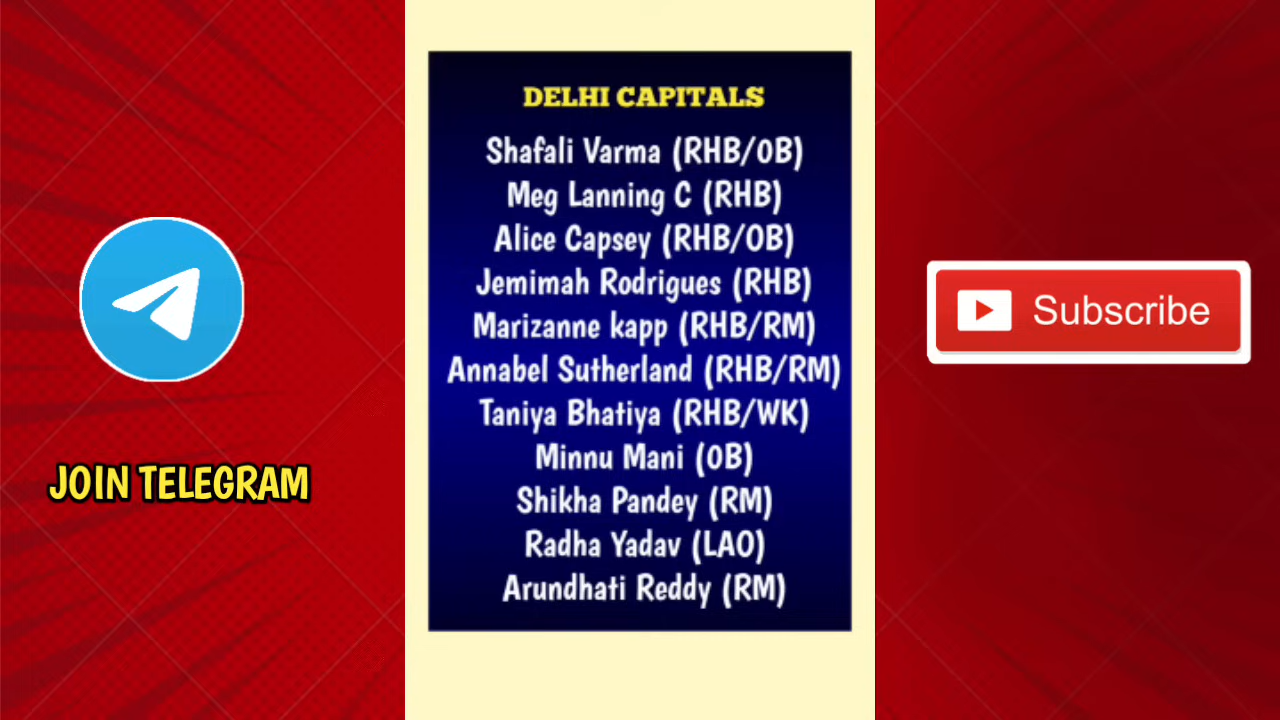 DELHI CAPITALS
Shafali Varma (RHB/OB)
Meg Lanning C (RHB)
Alice Capsey (RHB/OB)
Jemimah Rodrigues (RHB)
Marizanne kapp (RHB/RM)
Annabel Sutherland (RHB/RM)
Taniya Bhatiya (RHB/WK)
Minnu Mani (OB)
Shikha Pandey (RM)
Radha Yadav (LAO)
Arundhati Reddy (RM)
JOIN TELEGRAM
Subscribe